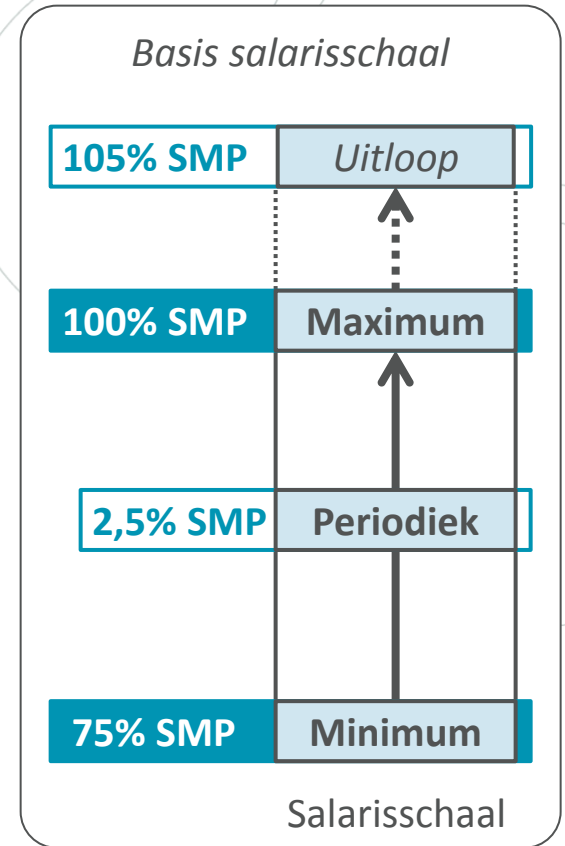 Basis salarisschaal
105% SMP Uitloop
100% SMP Maximum
2,5% SMP Periodiek
75% SMP Minimum
Salarisschaal